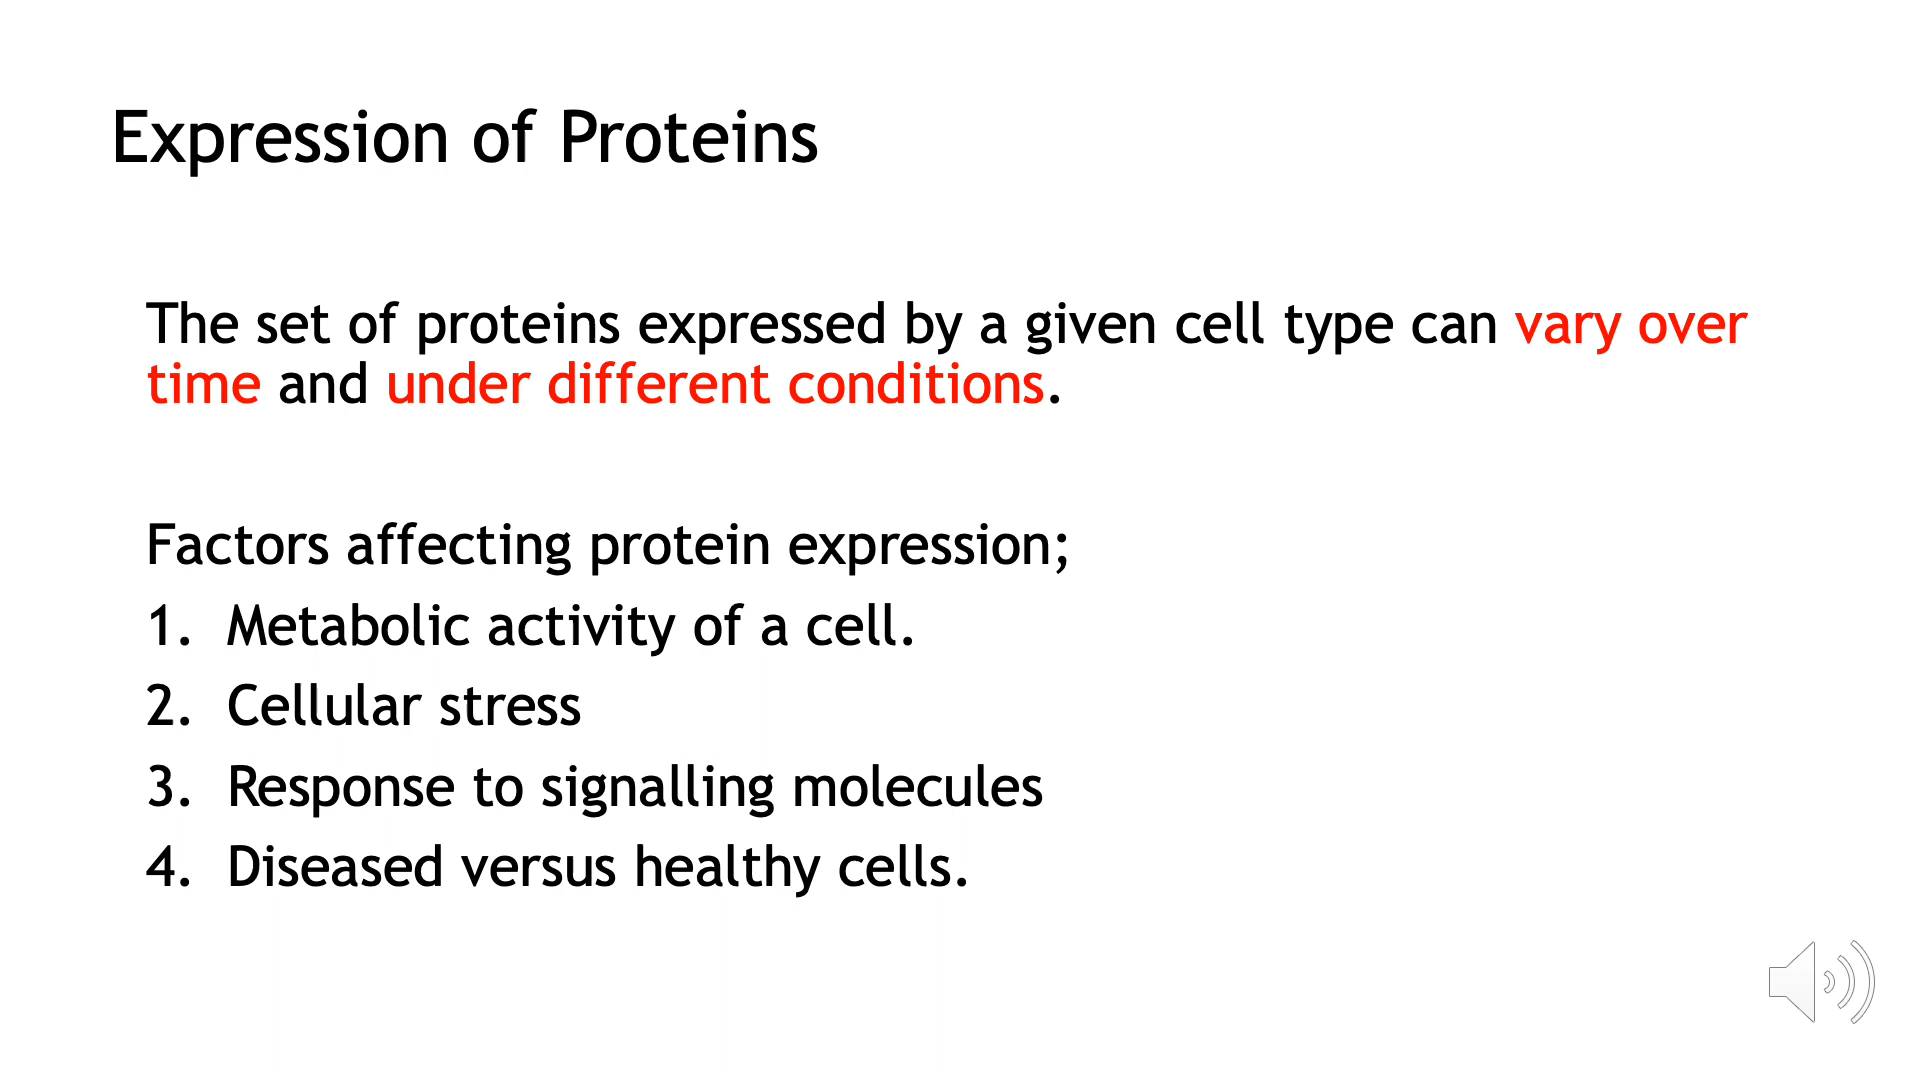 Expression of Proteins
The set of proteins expressed by a given cell type can vary over
time and under different conditions.
Factors affecting protein expression;
1. Metabolic activity of a cell.
2. Cellular stress
3. Response to signalling molecules
4. Diseased versus healthy cells.